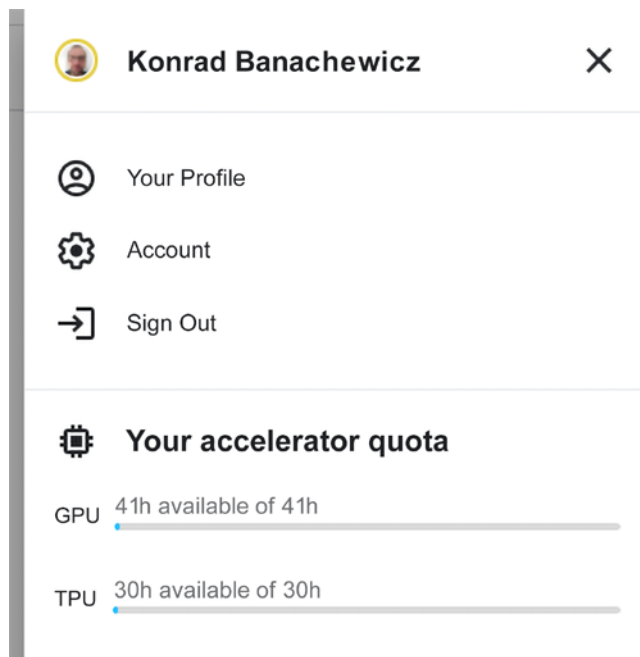 Konrad Banachewicz
Your Profile
Account
Sign Out
Your accelerator quota
GPU 41h available of 41h
TPU 30h available of 30h